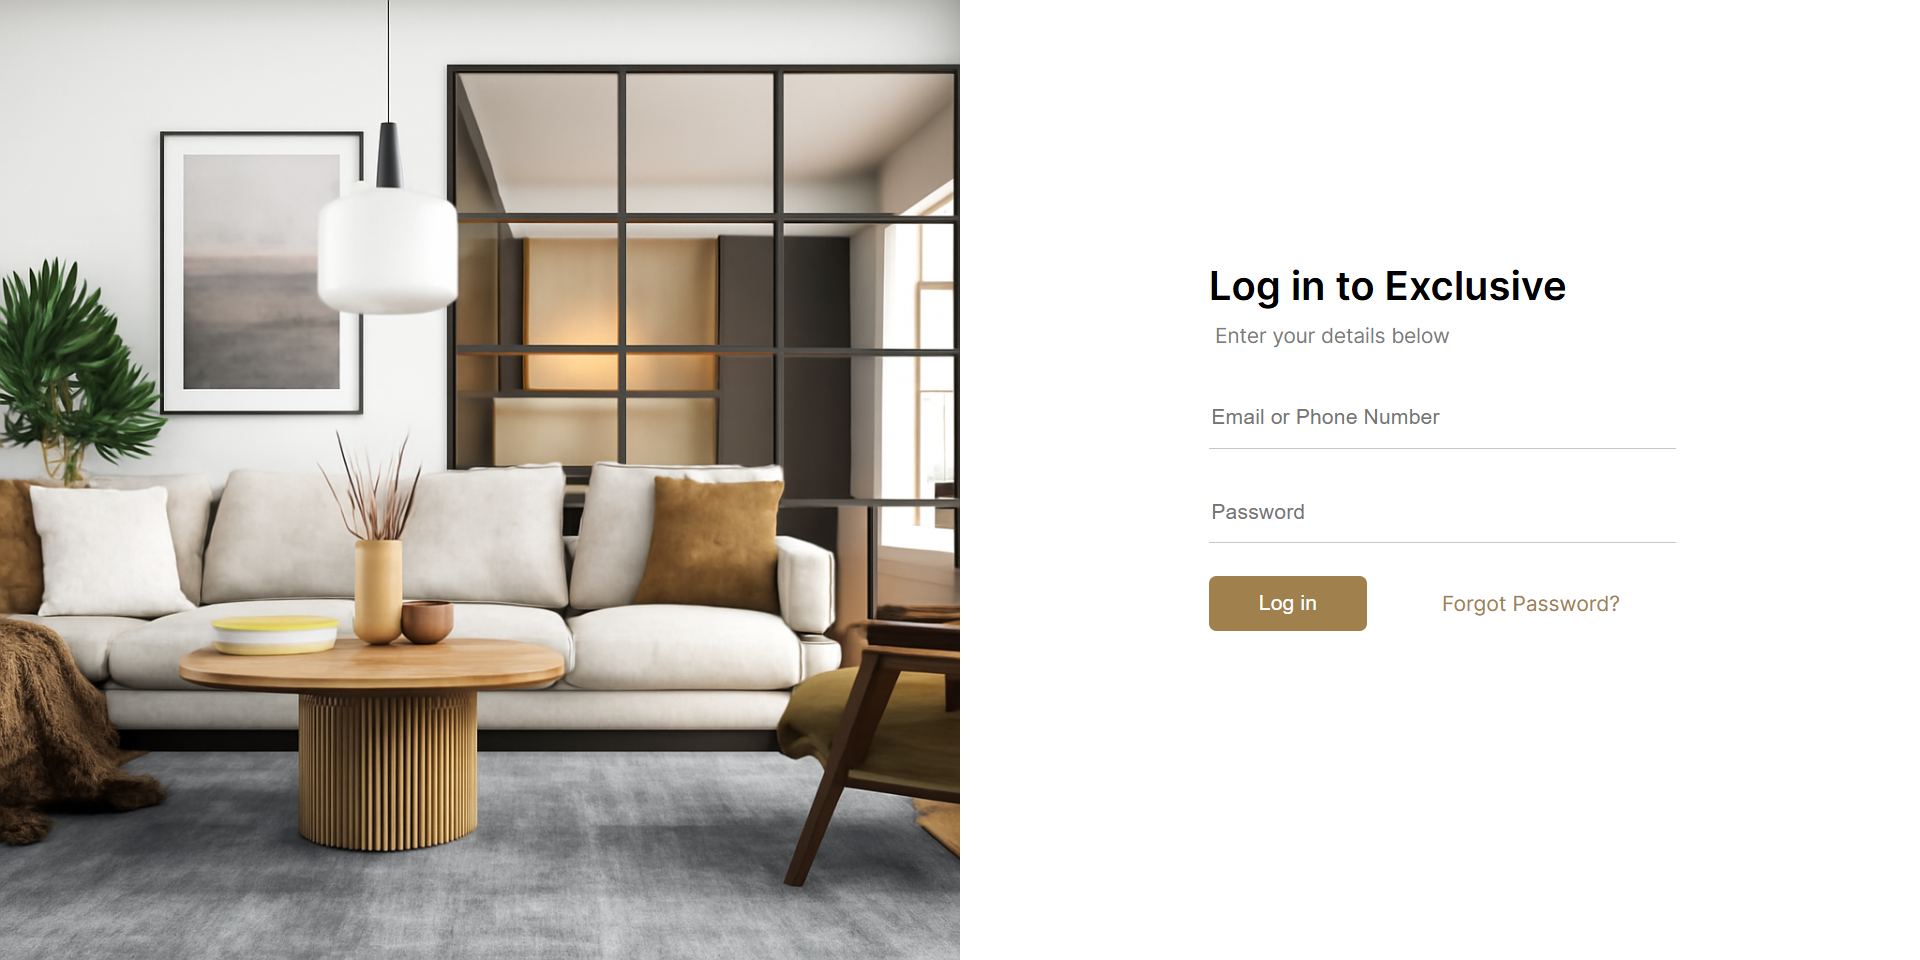 Log in to Exclusive
Enter your details below
Email or Phone Number
Password
Log in
Forgot Password?